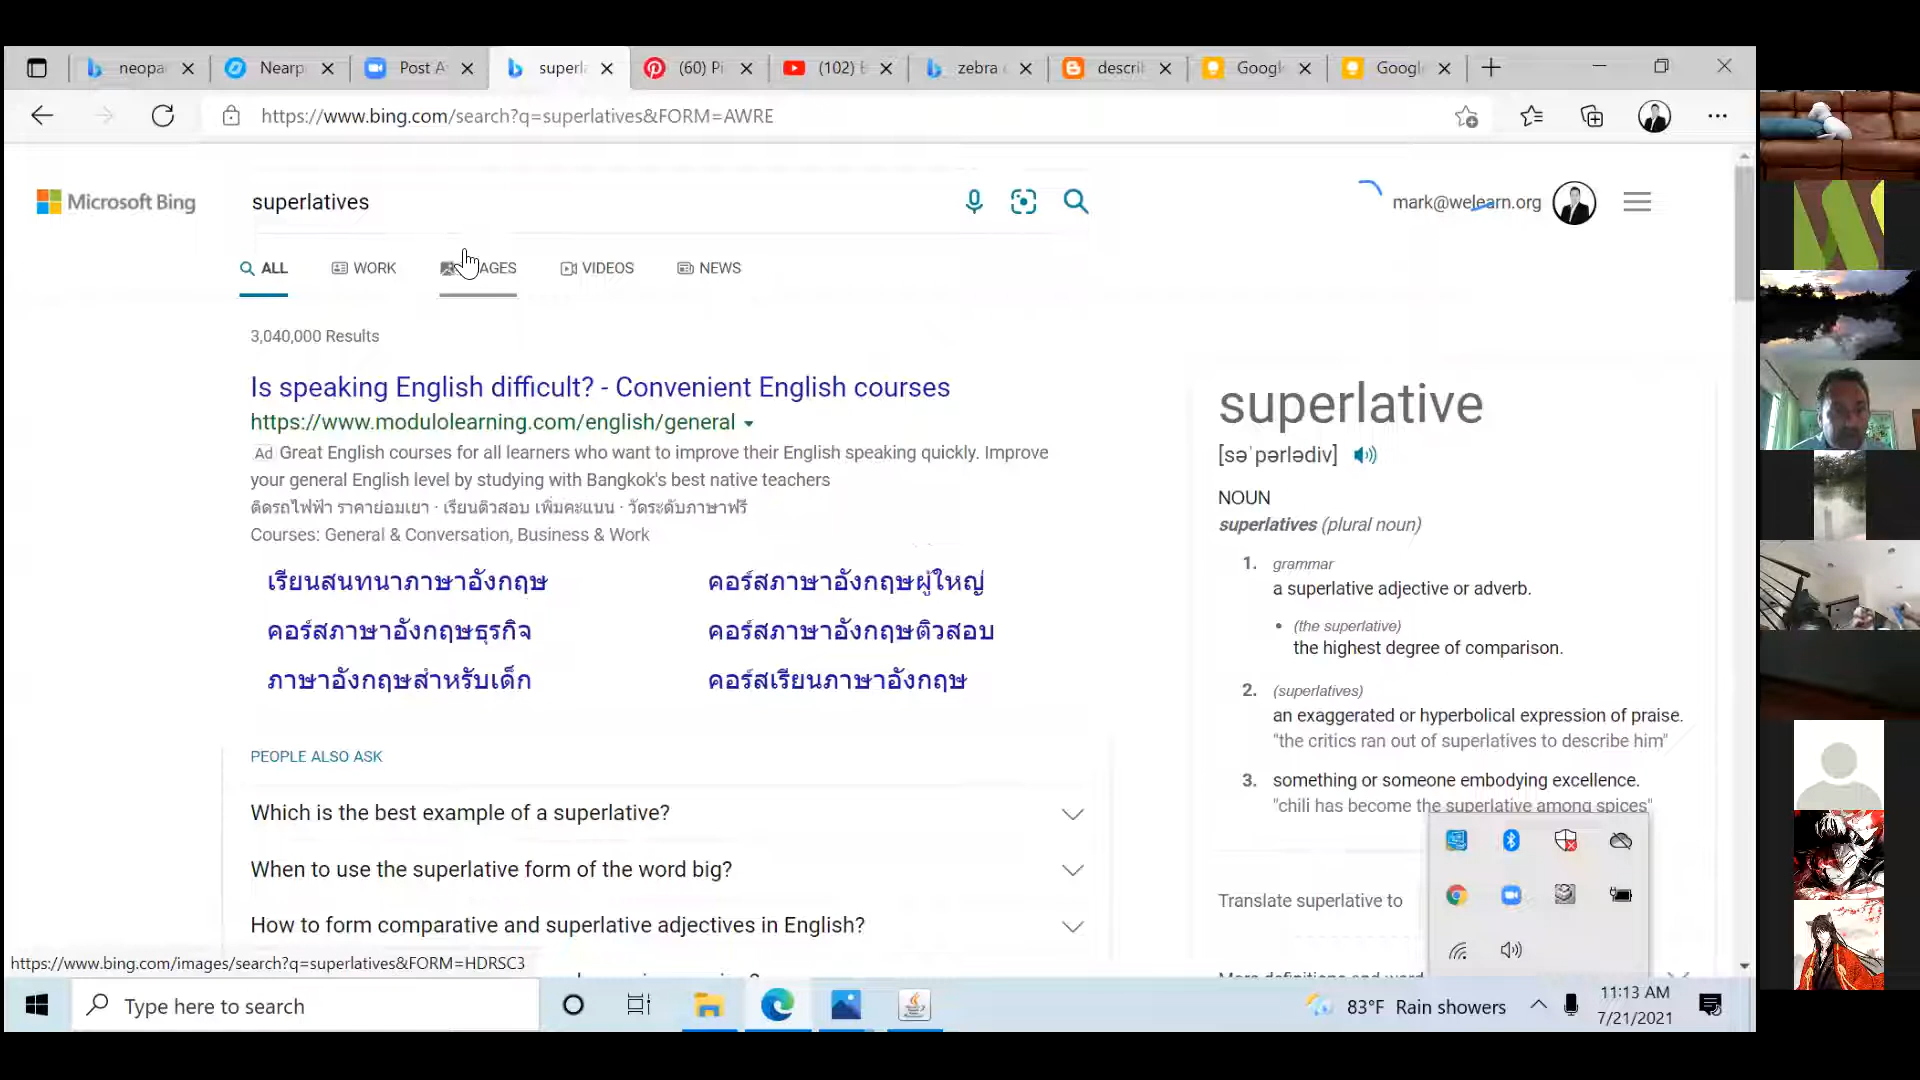 neopa
Nearp
Post A
superla
(60) Pi
(102) E
zebra
descri
Googl
Googl
https://www.bing.com/search?q=superlatives&FORM=AWRE
Microsoft Bing
superlatives
mark@welearn.org
ALL
WORK
AGES
VIDEOS
NEWS
3,040,000 Results
Is speaking English difficult? - Convenient English courses
https://www.modulolearning.com/english/general
Ad Great English courses for all learners who want to improve their English speaking quickly. Improve
your general English level by studying with Bangkok's best native teachers
ติดรถไฟฟ้า ราคาย่อมเยา · เรียนติวสอบ เพิ่มคะแนน · วัดระดับภาษาฟรี
Courses: General & Conversation, Business & Work
เรียนสนทนาภาษาอังกฤษ
คอร์สภาษาอังกฤษผู้ใหญ่
คอร์สภาษาอังกฤษธุรกิจ
คอร์สภาษาอังกฤษติวสอบ
ภาษาอังกฤษสำหรับเด็ก
คอร์สเรียนภาษาอังกฤษ
PEOPLE ALSO ASK
Which is the best example of a superlative?
When to use the superlative form of the word big?
How to form comparative and superlative adjectives in English?
superlative
[səˈpərlədiv]
NOUN
superlatives (plural noun)
1. grammar
a superlative adjective or adverb.
• (the superlative)
the highest degree of comparison.
2. (superlatives)
an exaggerated or hyperbolical expression of praise.
"the critics ran out of superlatives to describe him"
3. something or someone embodying excellence.
"chili has become the superlative among spices"
Translate superlative to
https://www.bing.com/images/search?q=superlatives&FORM=HDRSC3
Type here to search
83°F Rain showers
11:13 AM
7/21/2021